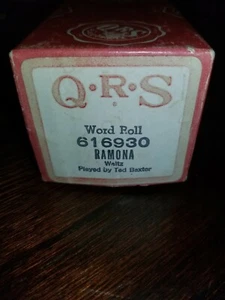 Q·R·S
Word Roll
616930
RAMONA
Waltz
Played by Ted Baxter